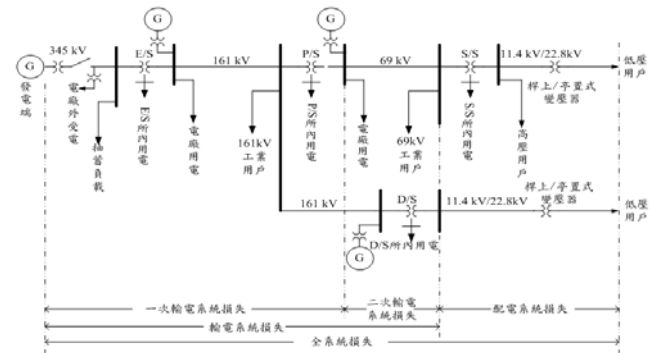 G
G
345 kV
E/S
161 kV
P/S
69 kV
S/S
11.4 kV/22.8kV
G
低壓
用戶
發電端
電廠外受電
抽蓄負載
E/S所內用電
電廠用電
161kV
工業
用戶
P/S所內用電
電廠用電
69kV
工業
用戶
S/S所內用電
高壓用戶
桿上/亭置式
變壓器
161 kV
D/S
11.4 kV/22.8kV
桿上/亭置式
變壓器
低壓
用戶
G
D/S所內用電
一次輸電系統損失
二次輸電
系統損失
配電系統損失
輸電系統損失
全系統損失